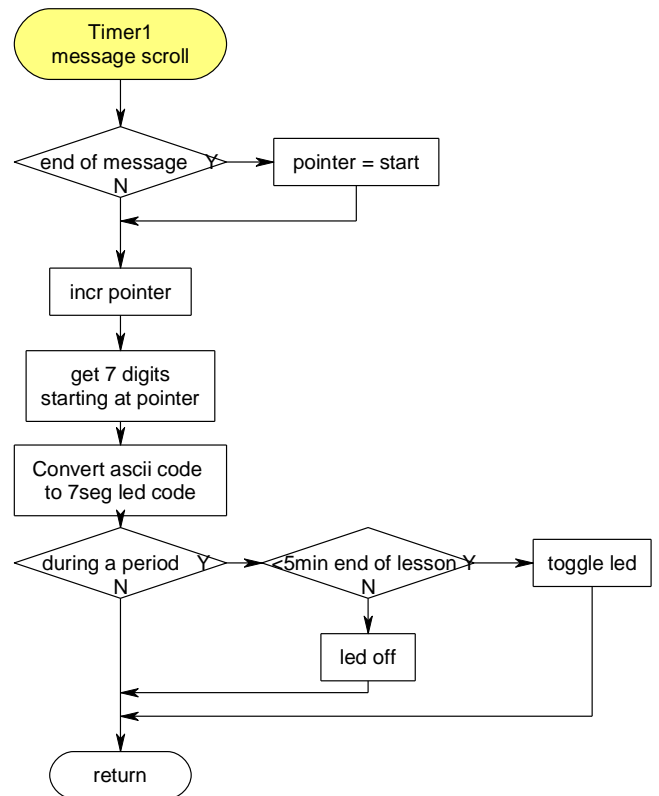 Timer1
message scroll
end of message
Y
N
pointer = start
incr pointer
get 7 digits
starting at pointer
Convert ascii code
to 7seg led code
during a period
Y
N
<5min end of lesson
Y
N
toggle led
led off
return